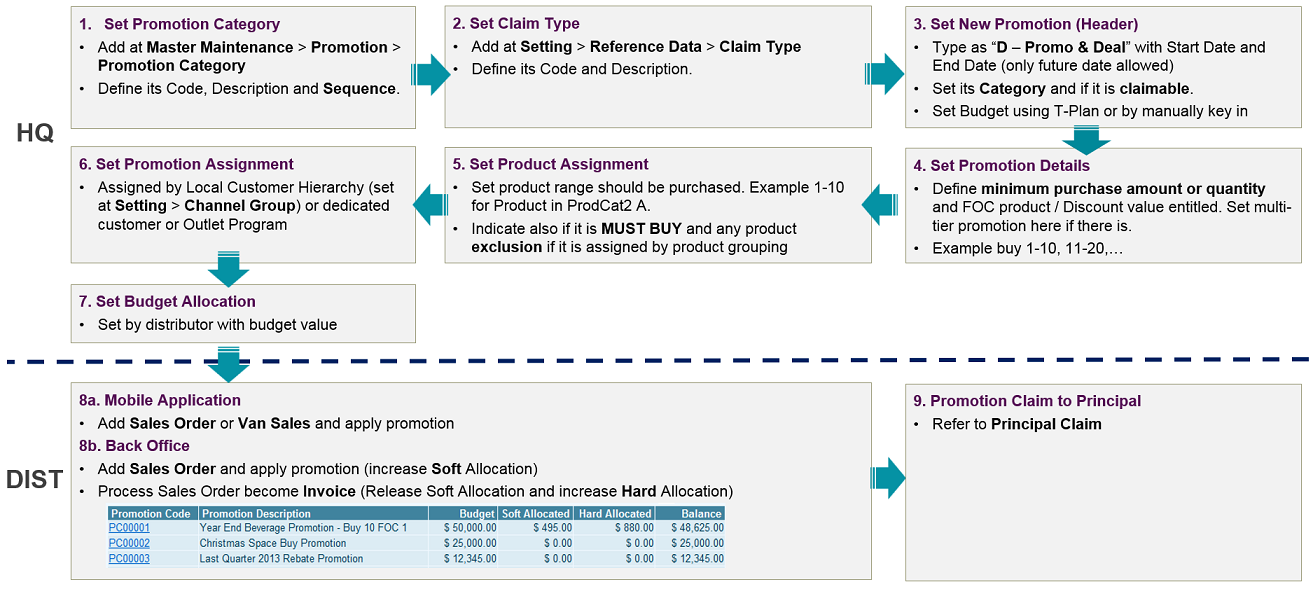 HQ
1. Set Promotion Category
• Add at Master Maintenance > Promotion >
Promotion Category
• Define its Code, Description and Sequence.
2. Set Claim Type
• Add at Setting > Reference Data > Claim Type
• Define its Code and Description.
3. Set New Promotion (Header)
• Type as “D – Promo & Deal” with Start Date and
End Date (only future date allowed)
• Set its Category and if it is claimable.
• Set Budget using T-Plan or by manually key in
4. Set Promotion Details
• Define minimum purchase amount or quantity
and FOC product / Discount value entitled. Set multi-
tier promotion here if there is.
• Example buy 1-10, 11-20,…
5. Set Product Assignment
• Set product range should be purchased. Example 1-10
for Product in ProdCat2 A.
• Indicate also if it is MUST BUY and any product
exclusion if it is assigned by product grouping
6. Set Promotion Assignment
• Assigned by Local Customer Hierarchy (set
at Setting > Channel Group) or dedicated
customer or Outlet Program
7. Set Budget Allocation
• Set by distributor with budget value
DIST
8a. Mobile Application
• Add Sales Order or Van Sales and apply promotion
8b. Back Office
• Add Sales Order and apply promotion (increase Soft Allocation)
• Process Sales Order become Invoice (Release Soft Allocation and increase Hard Allocation)
Promotion Code Promotion Description Budget Soft Allocated Hard Allocated Balance
PC00001 Year End Beverage Promotion - Buy 10 FOC 1 $ 50,000.00 $ 495.00 $ 880.00 $ 48,625.00
PC00002 Christmas Space Buy Promotion $ 25,000.00 $ 0.00 $ 0.00 $ 25,000.00
PC00003 Last Quarter 2013 Rebate Promotion $ 12,345.00 $ 0.00 $ 0.00 $ 12,345.00
9. Promotion Claim to Principal
• Refer to Principal Claim